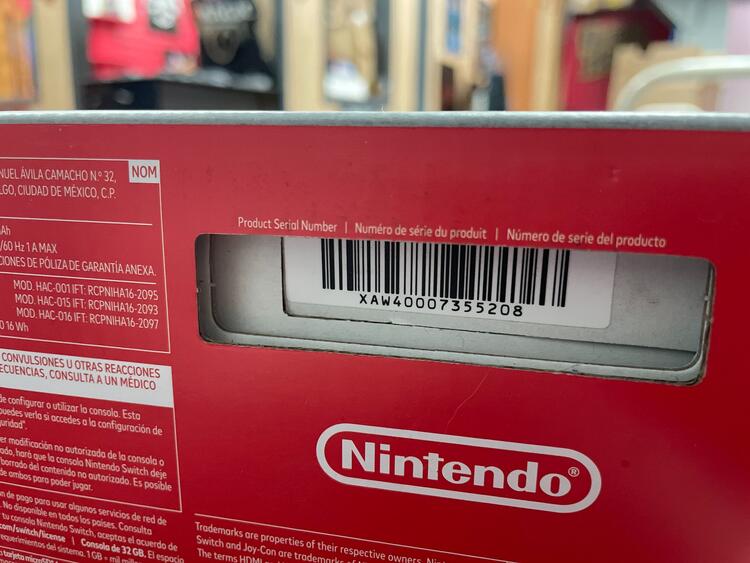 NUEL ÁVILA CAMACHO N.º 32,
LGO, CIUDAD DE MÉXICO, C.P.
NOM
Ah
/60 Hz 1 A MAX
CIONES DE PÓLIZA DE GARANTÍA ANEXA.
MOD. HAC-001 IFT: RCPNIHA16-2095
MOD. HAC-015 IFT: RCPNIHA16-2093
MOD. HAC-016 IFT: RCPNIHA16-2097
0 16 Wh
CONVULSIONES U OTRAS REACCIONES
ECUENCIAS, CONSULTA A UN MÉDICO
de configurar o utilizar la consola. Esta
puedes verla si accedes a la configuración de
guridad".
er modificación no autorizada de la consola o
ado, hará que la consola Nintendo Switch deje
borrado del contenido no autorizado. Es posible
de ambos para poder jugar.
n de pago para usar algunos servicios de red de
No disponible en todos los países. Consulta
tu consola Nintendo Switch, aceptas el acuerdo de
com/switch/license | Consola de 32 GB. El espacio
requerimientos del sistema. 1 GB = mil
tarjeta
Product Serial Number | Numéro de série du produit | Número de serie del producto
XAW40007355208
Nintendo®
Trademarks are properties of their respective owners.
Switch and Joy-Con are trademarks of
The terms HDMI